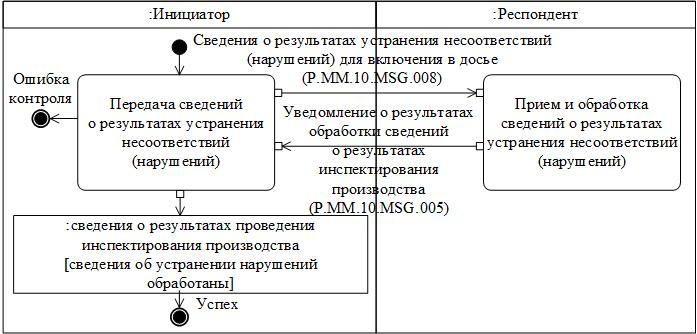 :Инициатор
:Респондент
Сведения о результатах устранения несоответствий
(нарушений) для включения в досье
(P.MM.10.MSG.008)
Ошибка
контроля
Передача сведений
о результатах устранения
несоответствий
(нарушений)
Прием и обработка
сведений о результатах
устранения несоответствий
(нарушений)
Уведомление о результатах
обработки сведений
о результатах
инспектирования
производства
(P.MM.10.MSG.005)
:сведения о результатах проведения
инспектирования производства
[сведения об устранении нарушений
обработаны]
Успех